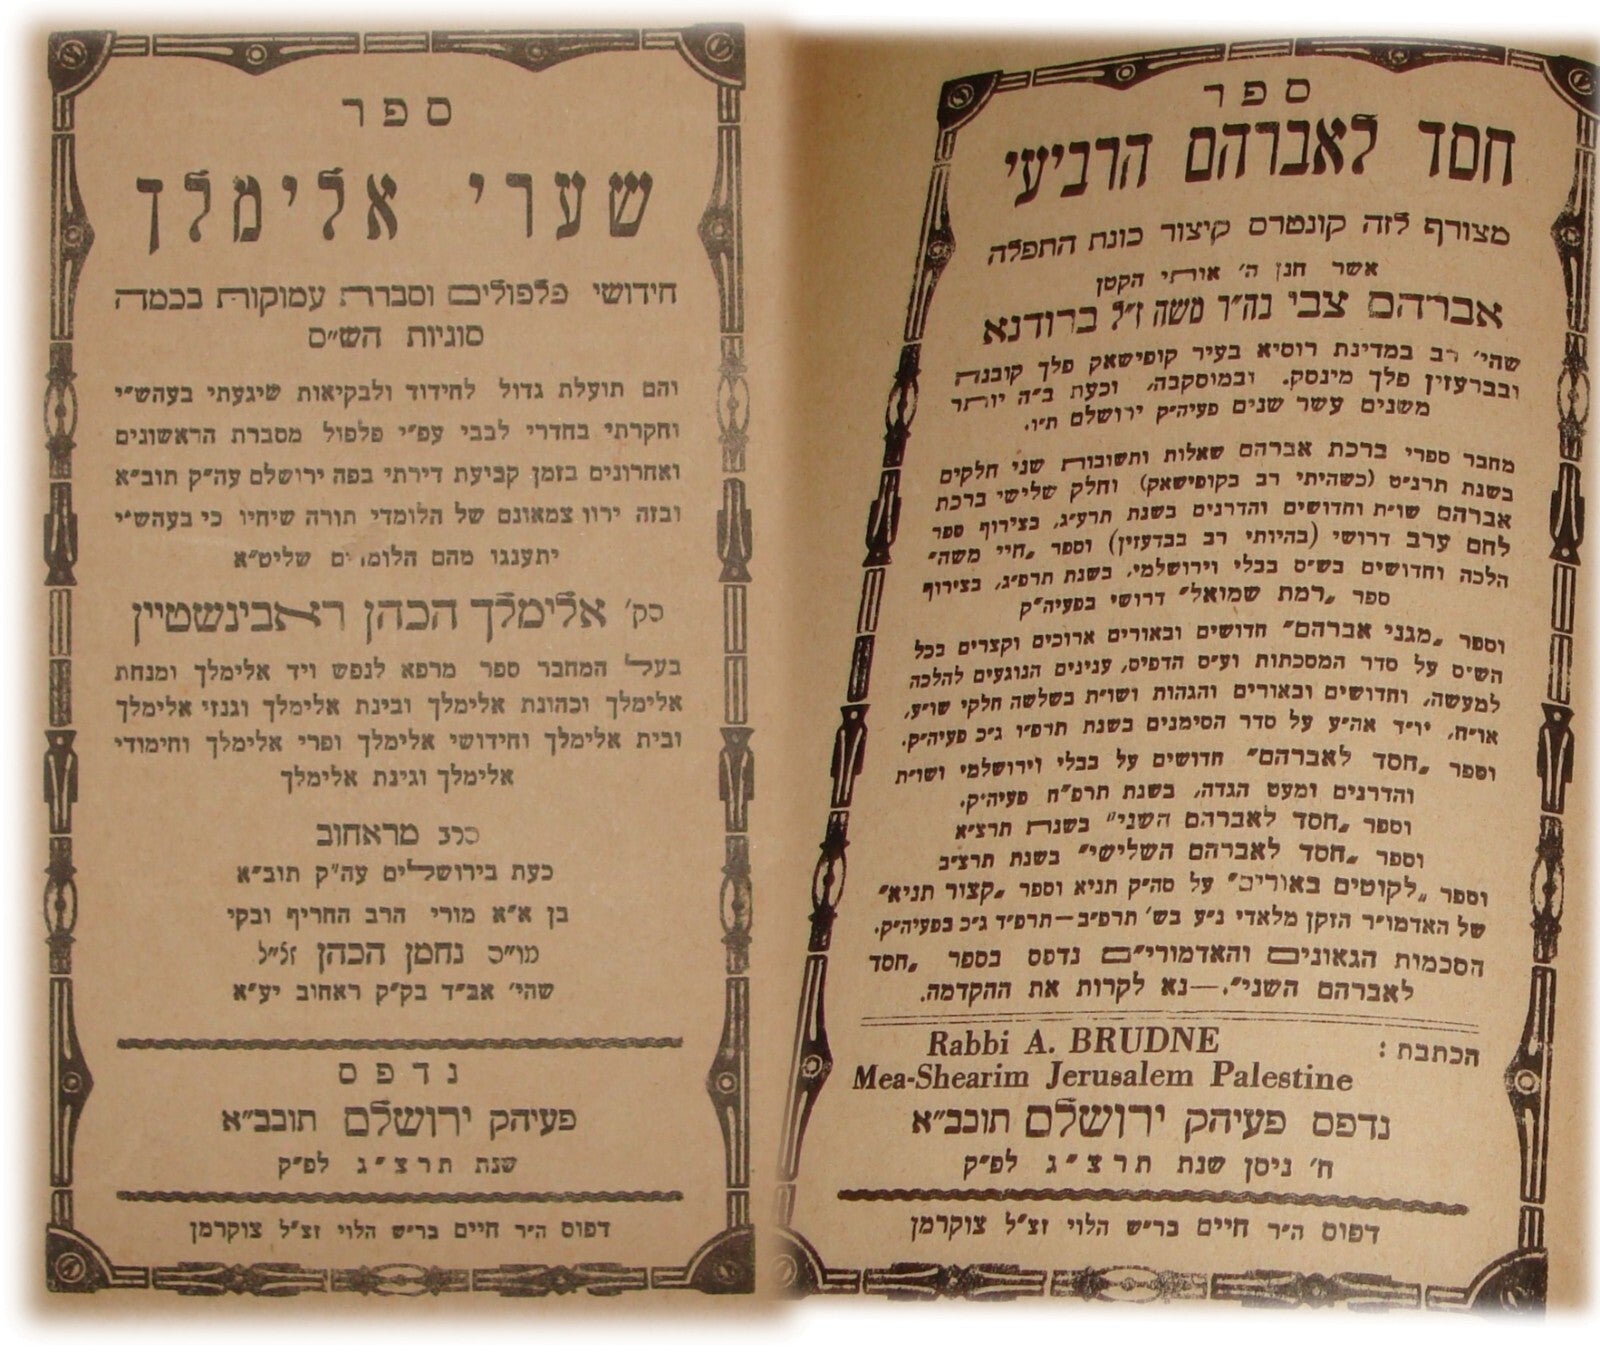 ספר
חסד לאברהם הרביעי
מצורף לזה קונטרס קיצור כונת התפלה
אשר חנן ה׳ אותי הקטן
אברהם צבי בה״ר משה ז״ל ברודנא
שהי׳ רב במדינת רוסיא בעיר קופישאק פלך קובנה
ובברעזין פלך מינסק. ובמוסקבה, וכעת ב״ה יותר
משנים עשר שנים פעיה״ק ירושלם ת״ו.
מחבר ספרי ברכת אברהם שאלות ותשובות שני חלקים
בשנת תרנ״ט (כשהיתי רב בקופישאק) וחלק שלישי ברכת
אברהם שו״ת וחדושים והדרנים בשנת תרע״ג, בצירוף ספר
לחם ערב דרושי (בהיותי רב בבדעזין) וספר „חיי משה״
הלכה וחדושים בש״ס בבלי וירושלמי, בשנת תרפ״ג, בצירוף
ספר „רמת שמואל״ דרושי בפעיה״ק
וספר „מגני אברהם״ חדושים ובאורים ארוכים וקצרים בכל
הש״ס על סדר המסכתות וע״ס הדפים, ענינים הנוגעים להלכה
למעשה, וחדושים ובאורים והגהות ושו״ת בשלשה חלקי שו״ע,
או״ח, יו״ד אה״ע על סדר הסימנים בשנת תרפ״ו ג״כ פעיה״ק.
וספר „חסד לאברהם״ חדושים על בבלי וירושלמי ושו״ת
והדרנים ומעט הגדה, בשנת תרפ״ח פעיה״ק.
וספר „חסד לאברהם השני״ בשנת תרצ״א
וספר „חסד לאברהם השלישי״ בשנת תרצ״ב
וספר „לקוטים באורים״ על סה״ק תניא וספר „קצור תניא״
של האדמו״ר הזקן מלאדי נ״ע בש׳ תרפ״ב—תרפ״ד ג״כ בפעיה״ק.
הסכמות הגאונים והאדמורי״ם נדפס בספר „חסד
לאברהם השני״.—נא לקרות את ההקדמה.
הכתבת:
Rabbi A. BRUDNE
Mea-Shearim Jerusalem Palestine
נדפס פעיהק ירושלם תובב״א
ח׳ ניסן שנת תרצ״ג לפ״ק
דפוס ה״ר חיים בר״ש הלוי זצ״ל צוקרמן
ספר
שערי אלימלך
חידושי פלפולים וסברת עמוקות בכמה
סוגיות הש״ס
והם תועלת גדול לחידוד ולבקיאות שיגעתי בעהש״י
וחקרתי בחדרי לבבי עפ״י פלפול מסברת הראשונים
ואחרונים בזמן קביעת דירתי בפה ירושלם עה״ק תוב״א
ובזה ירוו צמאונם של הלומדי תורה שיחיו כי בעהש״י
יתענגו מהם הלומדים שליט״א
כק׳ אלימלך הכהן ראבינשטיין
בעל המחבר ספר מרפא לנפש ויד אלימלך ומנחת
אלימלך וכהונת אלימלך ובינת אלימלך וגנזי אלימלך
ובית אלימלך וחידושי אלימלך ופרי אלימלך וחימודי
אלימלך וגינת אלימלך
מראחוב
כעת בירושלים עה״ק תוב״א
בן א״א מורי הרב החריף ובקי
מו״כ נחמן הכהן זל״ל
שהי׳ אב״ד בק״ק ראחוב יע״א
נדפס
פעיהק ירושלם תובב״א
שנת תרצ״ג לפ״ק
דפוס ה״ר חיים בר״ש הלוי זצ״ל צוקרמן